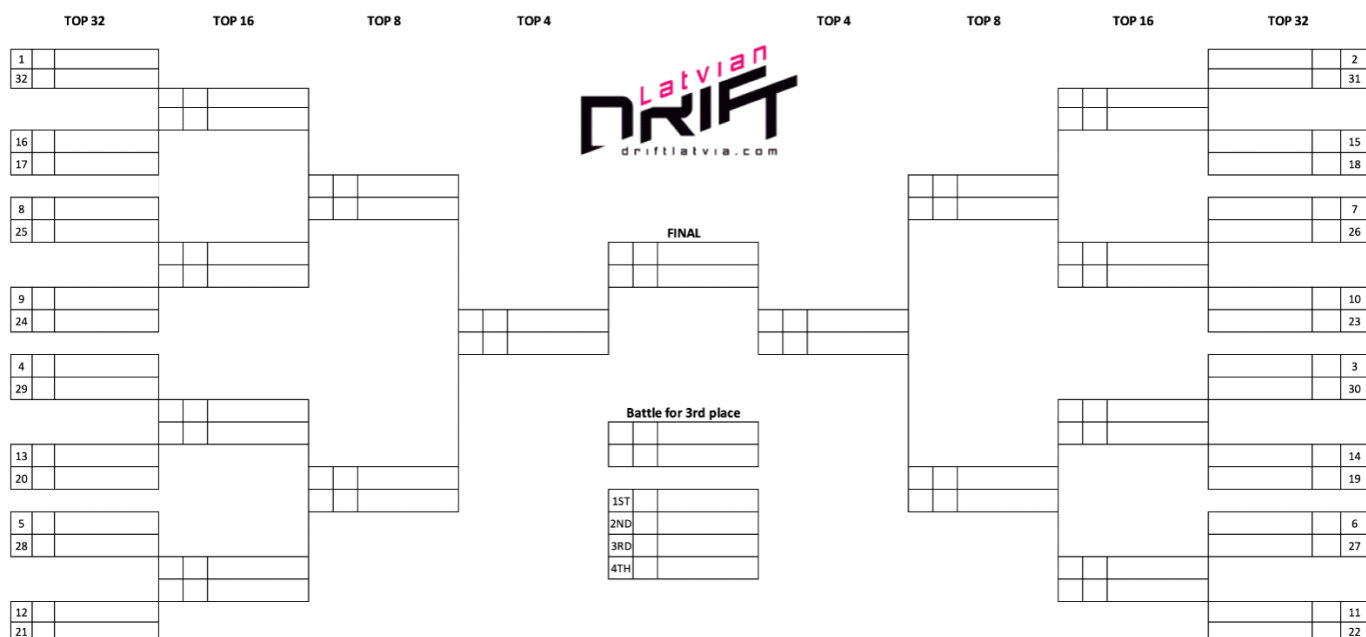 TOP 32 TOP 16 TOP 8 TOP 4 TOP 4 TOP 8 TOP 16 TOP 32
Latvian
DRIFT
driftlatvia.com
1 2
32 31
16 15
17 18
8 7
25 26
FINAL
9 10
24 23
4 3
29 30
Battle for 3rd place
13 14
20 19
1ST
5 2ND 6
28 3RD 27
4TH
12 11
21 22